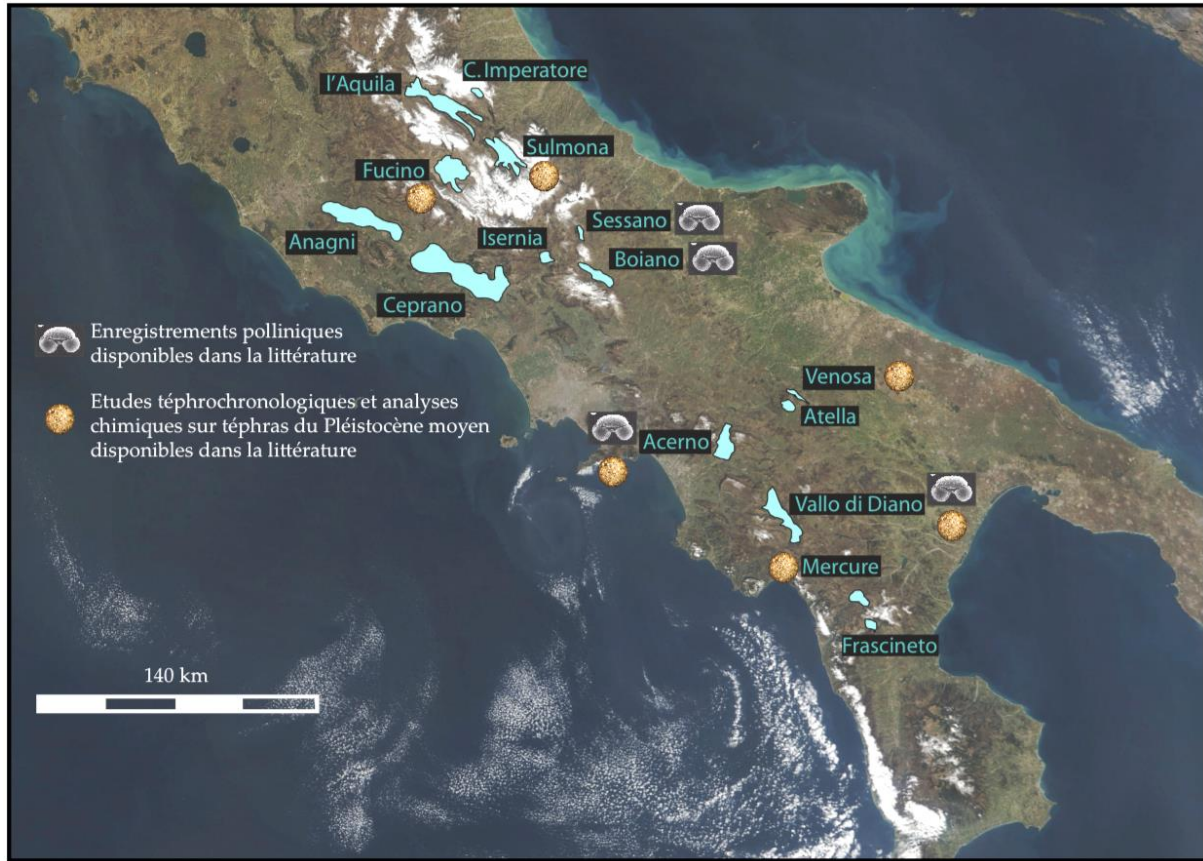 C. Imperatore
l'Aquila
Sulmona
Fucino
Sessano
Anagni
Isernia
Boiano
Ceprano
Enregistrements polliniques
disponibles dans la littérature
Venosa
Etudes téphrochronologiques et analyses
chimiques sur téphras du Pléistocène moyen
disponibles dans la littérature
Atella
Acerno
Vallo di Diano
Mercure
Frascineto
140 km